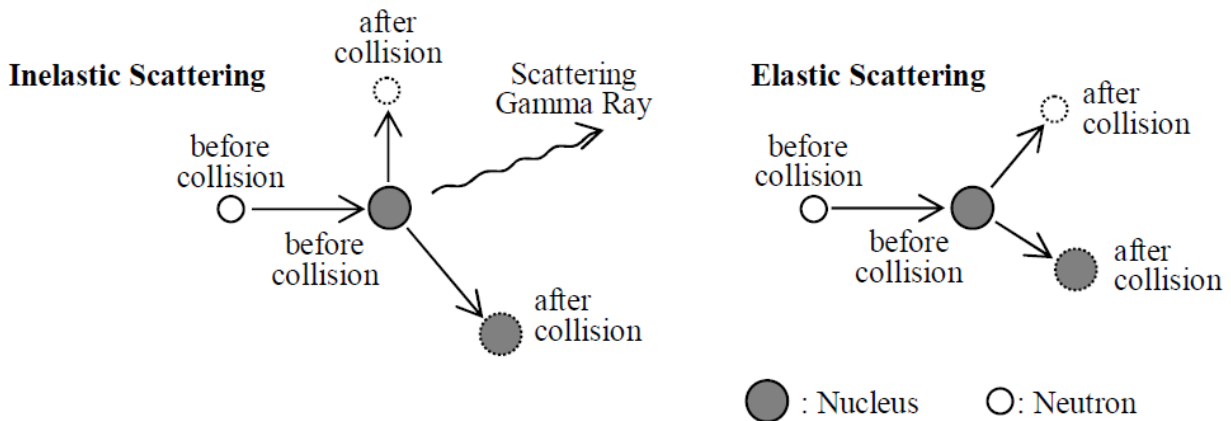 Inelastic Scattering
after
collision
Scattering
Gamma Ray
before
collision
before
collision
after
collision
Elastic Scattering
after
collision
before
collision
before
collision
after
collision
: Nucleus
: Neutron